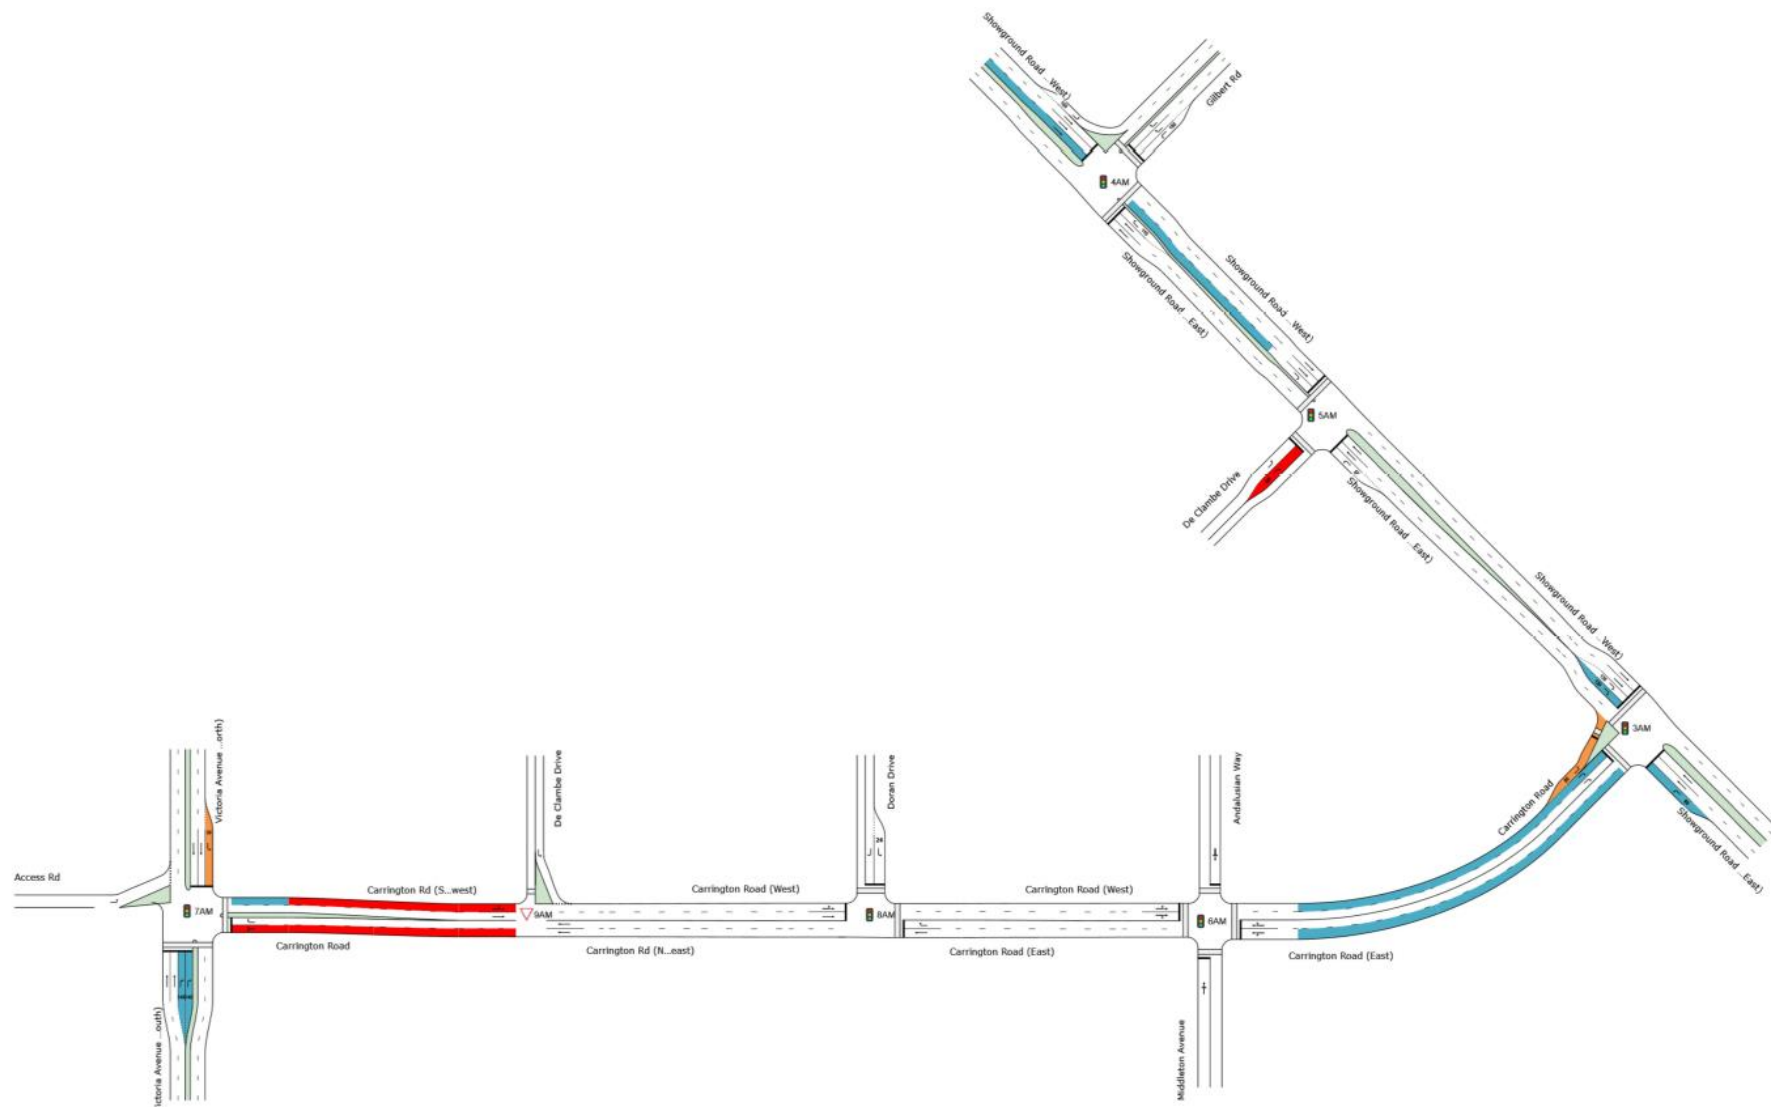 Showground Road ...West)
Gilbert Rd
4AM
Showground Road ...East)
Showground Road ...West)
5AM
De Clambe Drive
Showground Road ...East)
Showground Road ...West)
3AM
Carrington Road
Showground Road ...East)
Victoria Avenue ...orth)
De Clambe Drive
Doran Drive
Andalusian Way
Access Rd
Carrington Rd (S...west)
Carrington Road (West)
Carrington Road (West)
7AM
9AM
8AM
6AM
Carrington Road
Carrington Rd (N...east)
Carrington Road (East)
Carrington Road (East)
ictoria Avenue ...outh)
Middleton Avenue